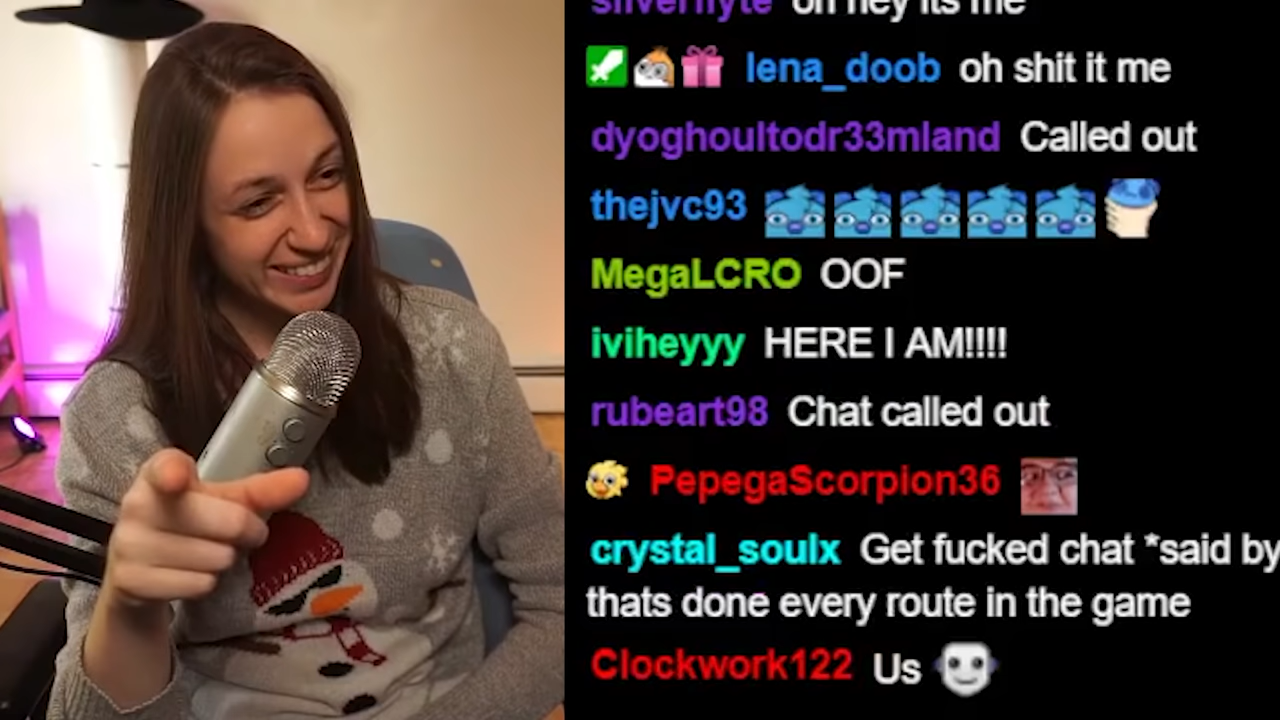 silverflyte oh hey its me
lena_doob oh shit it me
dyoghoultodr33mland Called out
thejvc93
MegaLCRO OOF
iviheyyy HERE I AM!!!!
rubeart98 Chat called out
PepegaScorpion36
crystal_soulx Get fucked chat *said by
thats done every route in the game
Clockwork122 Us